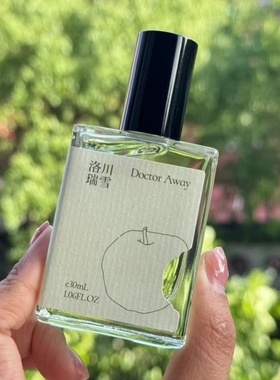 洛川 Doctor Away
瑞雪
e30mL
1.06FL.OZ